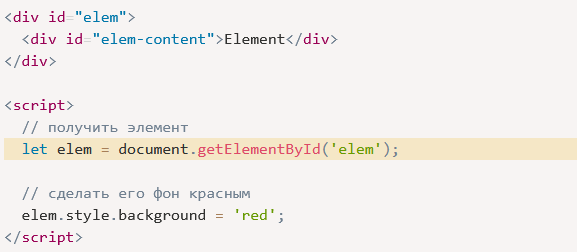 <div id="elem">
<div id="elem-content">Element</div>
</div>
<script>
// получить элемент
let elem = document.getElementById('elem');
// сделать его фон красным
elem.style.background = 'red';
</script>